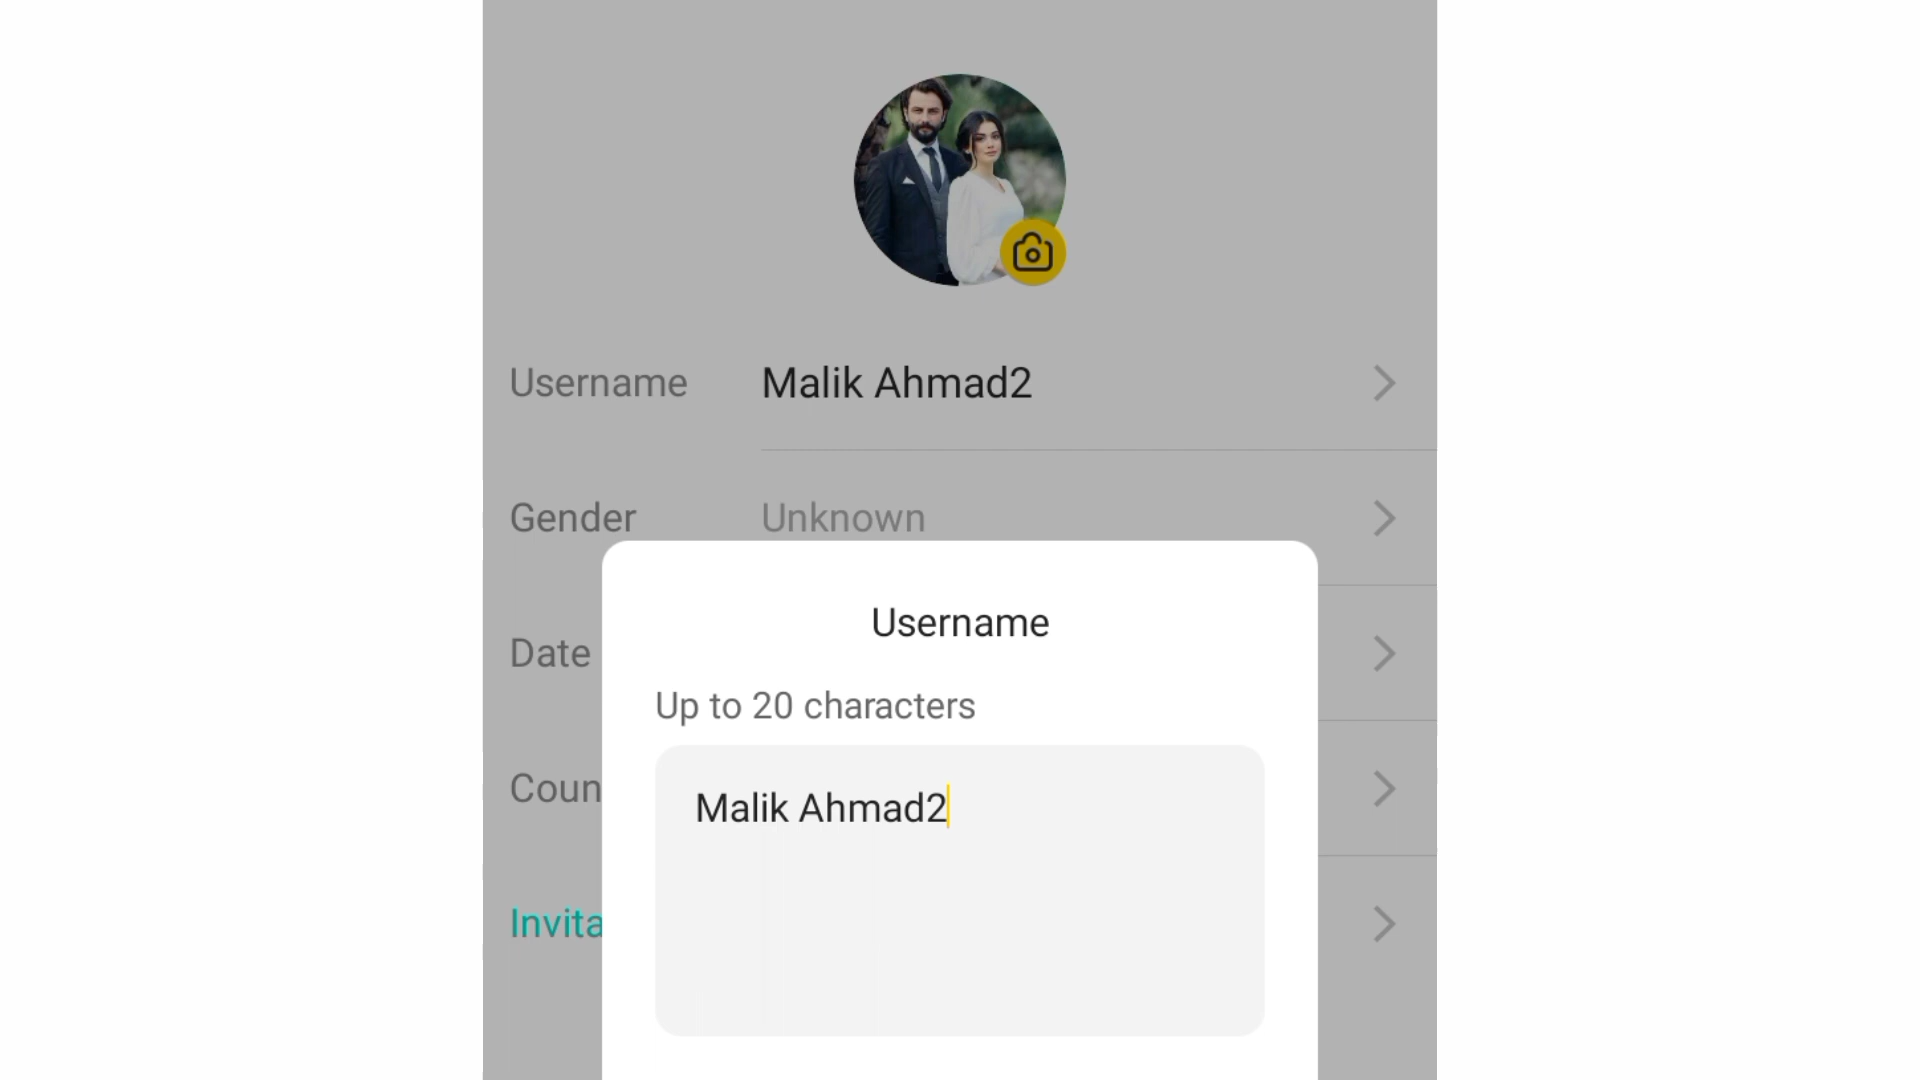 Username Malik Ahmad2
Gender Unknown
Username
Date
Up to 20 characters
Coun
Malik Ahmad2
Invita